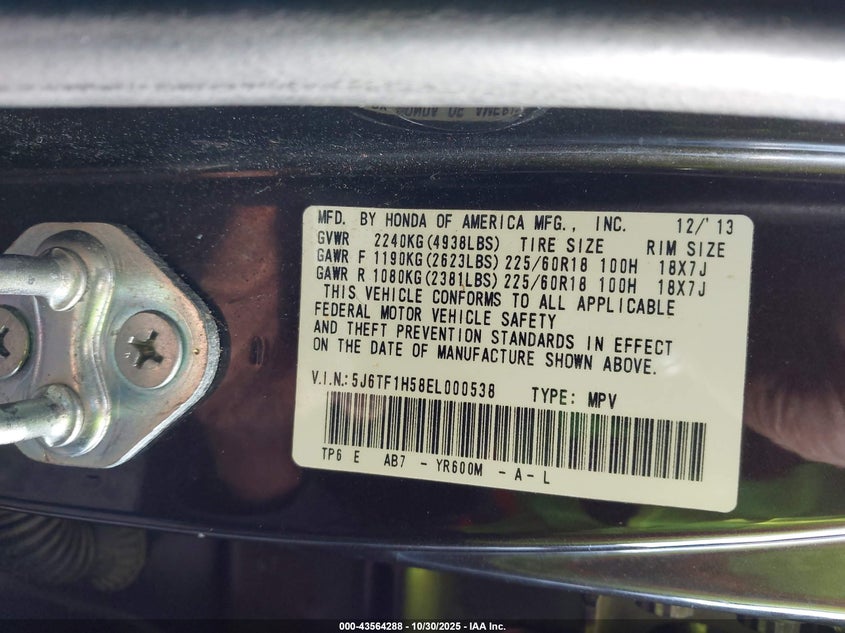 MFD. BY HONDA OF AMERICA MFG., INC. 12/'13
GVWR 2240KG(4938LBS) TIRE SIZE RIM SIZE
GAWR F 1190KG(2623LBS) 225/60R18 100H 18X7J
GAWR R 1080KG(2381LBS) 225/60R18 100H 18X7J
THIS VEHICLE CONFORMS TO ALL APPLICABLE
FEDERAL MOTOR VEHICLE SAFETY
AND THEFT PREVENTION STANDARDS IN EFFECT
ON THE DATE OF MANUFACTURE SHOWN ABOVE.
V.I.N.:5J6TF1H58EL000538 TYPE: MPV
TP6 E AB7 - YR600M - A - L
000-43564288 - 10/30/2025 - IAA Inc.